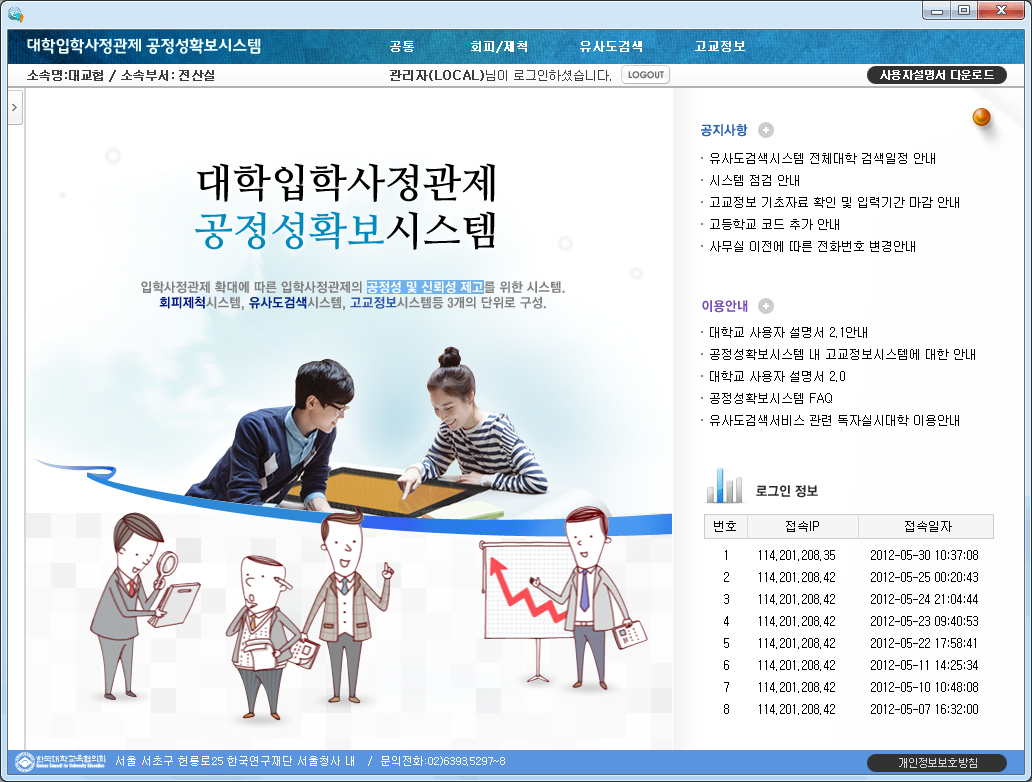 대학입학사정관제 공정성확보시스템 공통 회피/제척 유사도검색 고교정보
소속명:대교협 / 소속부서: 전산실 관리자(LOCAL)님이 로그인하셨습니다. LOGOUT 사용자설명서 다운로드
대학입학사정관제
공정성확보시스템
입학사정관제 확대에 따른 입학사정관제의 공정성 및 신뢰성 제고를 위한 시스템.
회피제척시스템, 유사도검색시스템, 고교정보시스템등 3개의 단위로 구성.
공지사항
· 유사도검색시스템 전체대학 검색일정 안내
· 시스템 점검 안내
· 고교정보 기초자료 확인 및 입력기간 마감 안내
· 고등학교 코드 추가 안내
· 사무실 이전에 따른 전화번호 변경안내
이용안내
· 대학교 사용자 설명서 2.1안내
· 공정성확보시스템 내 고교정보시스템에 대한 안내
· 대학교 사용자 설명서 2.0
· 공정성확보시스템 FAQ
· 유사도검색서비스 관련 독자실시대학 이용안내
로그인 정보
번호 접속IP 접속일자
1 114.201.208.35 2012-05-30 10:37:08
2 114.201.208.42 2012-05-25 00:20:43
3 114.201.208.42 2012-05-24 21:04:44
4 114.201.208.42 2012-05-23 09:40:53
5 114.201.208.42 2012-05-22 17:58:41
6 114.201.208.42 2012-05-11 14:25:34
7 114.201.208.42 2012-05-10 10:48:08
8 114.201.208.42 2012-05-07 16:32:00
한국대학교육협의회 서울 서초구 헌릉로25 한국연구재단 서울청사 내 / 문의전화:02)6393.5297~8 개인정보보호방침
Korean Council for University Education